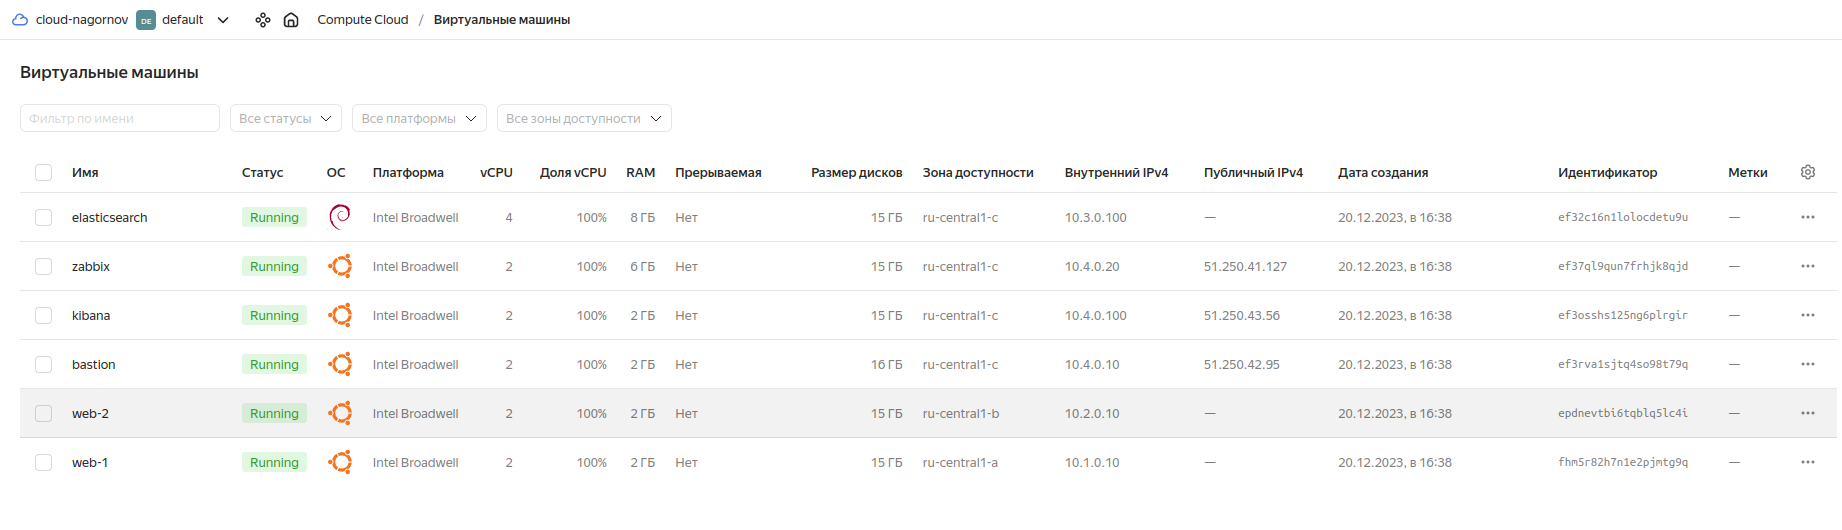 cloud-nagornov DE default Compute Cloud / Виртуальные машины
Виртуальные машины
Фильтр по имени Все статусы Все платформы Все зоны доступности
Имя Статус ОС Платформа vCPU Доля vCPU RAM Прерываемая Размер дисков Зона доступности Внутренний IPv4 Публичный IPv4 Дата создания Идентификатор Метки
elasticsearch Running Intel Broadwell 4 100% 8 ГБ Нет 15 ГБ ru-central1-c 10.3.0.100 — 20.12.2023, в 16:38 ef32c16n1lolocdetu9u —
zabbix Running Intel Broadwell 2 100% 6 ГБ Нет 15 ГБ ru-central1-c 10.4.0.20 51.250.41.127 20.12.2023, в 16:38 ef37ql9qun7frhjk8qjd —
kibana Running Intel Broadwell 2 100% 2 ГБ Нет 15 ГБ ru-central1-c 10.4.0.100 51.250.43.56 20.12.2023, в 16:38 ef3osshs125ng6plrgir —
bastion Running Intel Broadwell 2 100% 2 ГБ Нет 16 ГБ ru-central1-c 10.4.0.10 51.250.42.95 20.12.2023, в 16:38 ef3rva1sjtq4so98t79q —
web-2 Running Intel Broadwell 2 100% 2 ГБ Нет 15 ГБ ru-central1-b 10.2.0.10 — 20.12.2023, в 16:38 epdnevtbi6tqblq5lc4i —
web-1 Running Intel Broadwell 2 100% 2 ГБ Нет 15 ГБ ru-central1-a 10.1.0.10 — 20.12.2023, в 16:38 fhm5r82h7n1e2pjmtg9q —